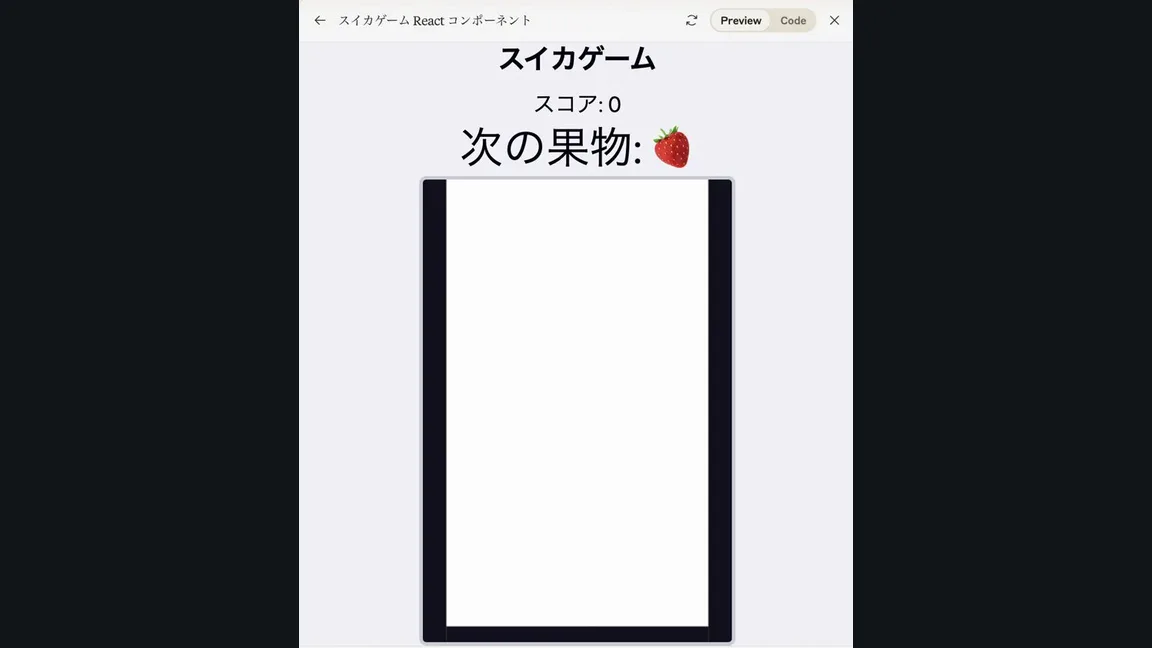 スイカゲーム React コンポーネント
Preview
Code
スイカゲーム
スコア: 0
次の果物: